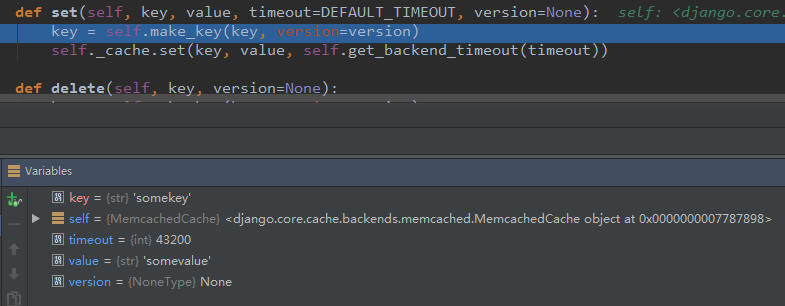 def set(self, key, value, timeout=DEFAULT_TIMEOUT, version=None): self: <django.core.
key = self.make_key(key, version=version)
self._cache.set(key, value, self.get_backend_timeout(timeout))
def delete(self, key, version=None):
Variables
key = {str} 'somekey'
self = {MemcachedCache} <django.core.cache.backends.memcached.MemcachedCache object at 0x0000000007787898>
timeout = {int} 43200
value = {str} 'somevalue'
version = {NoneType} None